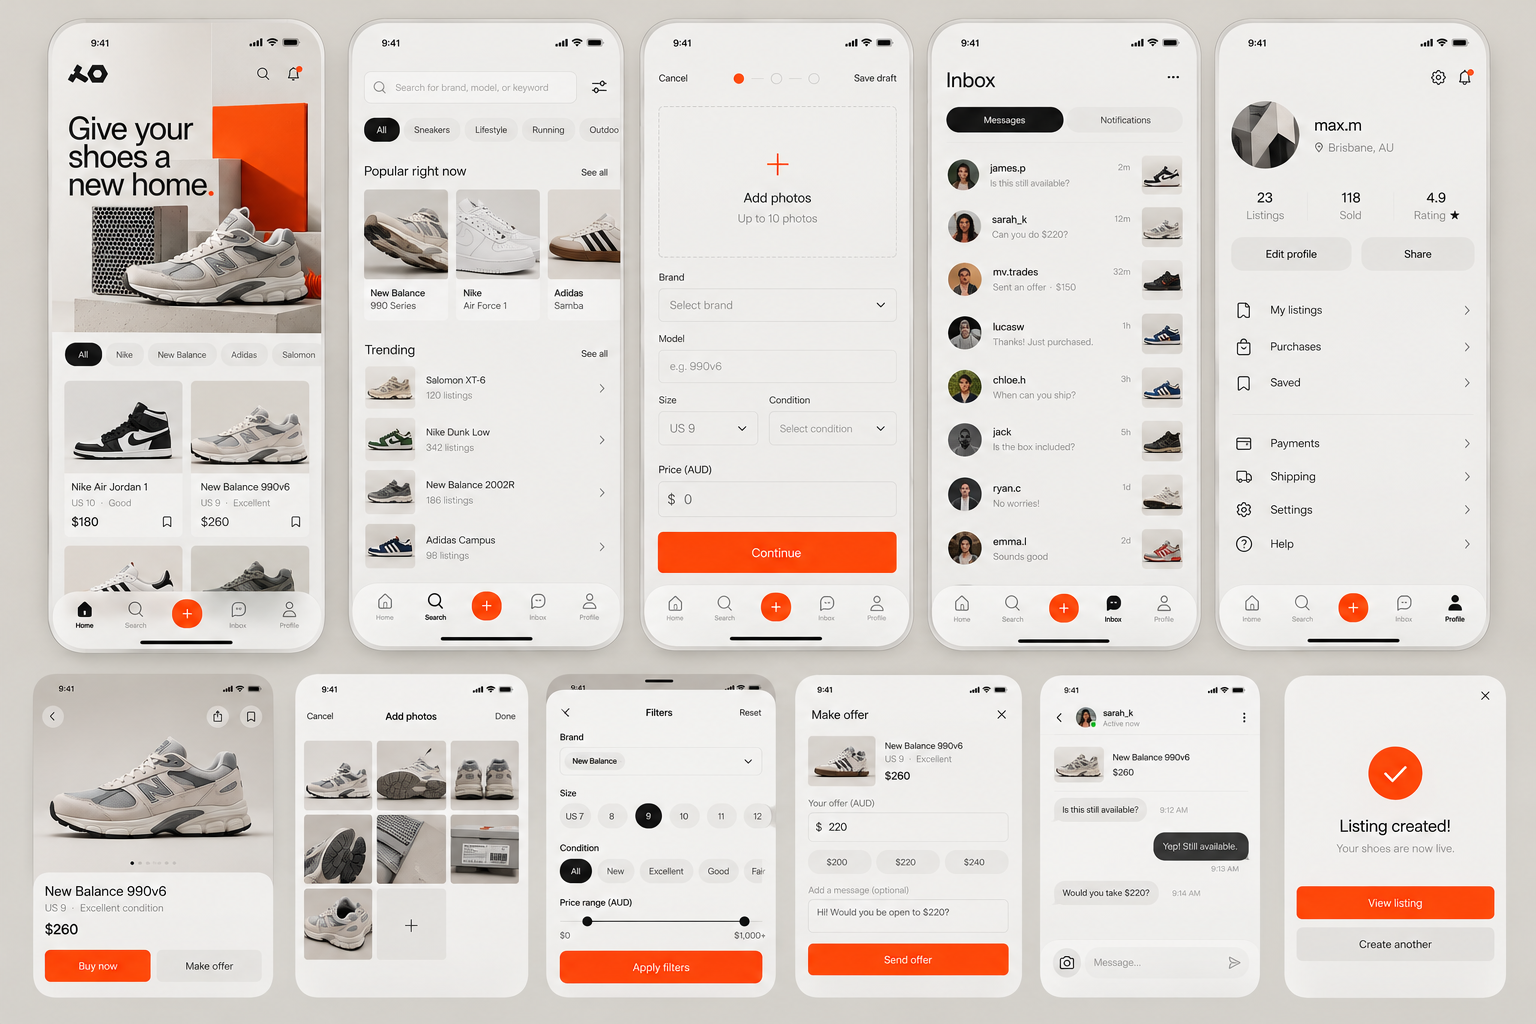 9:41
Give your
shoes a
new home.
All
Nike
New Balance
Adidas
Salomon
Nike Air Jordan 1
US 10 · Good
$180
New Balance 990v6
US 9 · Excellent
$260
Home
Search
Inbox
Profile
9:41
Search for brand, model, or keyword
All
Sneakers
Lifestyle
Running
Outdoo
Popular right now
See all
New Balance
990 Series
Nike
Air Force 1
Adidas
Samba
Trending
See all
Salomon XT-6
120 listings
Nike Dunk Low
342 listings
New Balance 2002R
186 listings
Adidas Campus
98 listings
Home
Search
Inbox
Profile
9:41
Cancel
Save draft
Add photos
Up to 10 photos
Brand
Select brand
Model
e.g. 990v6
Size
Condition
US 9
Select condition
Price (AUD)
$ 0
Continue
Home
Search
Inbox
Profile
9:41
Inbox
Messages
Notifications
james.p
2m
Is this still available?
sarah_k
12m
Can you do $220?
mv.trades
32m
Sent an offer · $150
lucasw
1h
Thanks! Just purchased.
chloe.h
3h
When can you ship?
jack
5h
Is the box included?
ryan.c
1d
No worries!
emma.l
2d
Sounds good
Home
Search
Inbox
Profile
9:41
max.m
Brisbane, AU
23
Listings
118
Sold
4.9
Rating ★
Edit profile
Share
My listings
Purchases
Saved
Payments
Shipping
Settings
Help
Home
Search
Inbox
Profile
9:41
N
New Balance 990v6
US 9 · Excellent condition
$260
Buy now
Make offer
9:41
Cancel
Add photos
Done
9:41
Filters
Reset
Brand
New Balance
Size
US 7
8
9
10
11
12
Condition
All
New
Excellent
Good
Fair
Price range (AUD)
$0
$1,000+
Apply filters
9:41
Make offer
New Balance 990v6
US 9 · Excellent
$260
Your offer (AUD)
$ 220
$200
$220
$240
Add a message (optional)
Hi! Would you be open to $220?
Send offer
9:41
sarah_k
Active now
New Balance 990v6
$260
Is this still available?
9:12 AM
Yep! Still available.
9:13 AM
Would you take $220?
9:14 AM
Message...
Listing created!
Your shoes are now live.
View listing
Create another